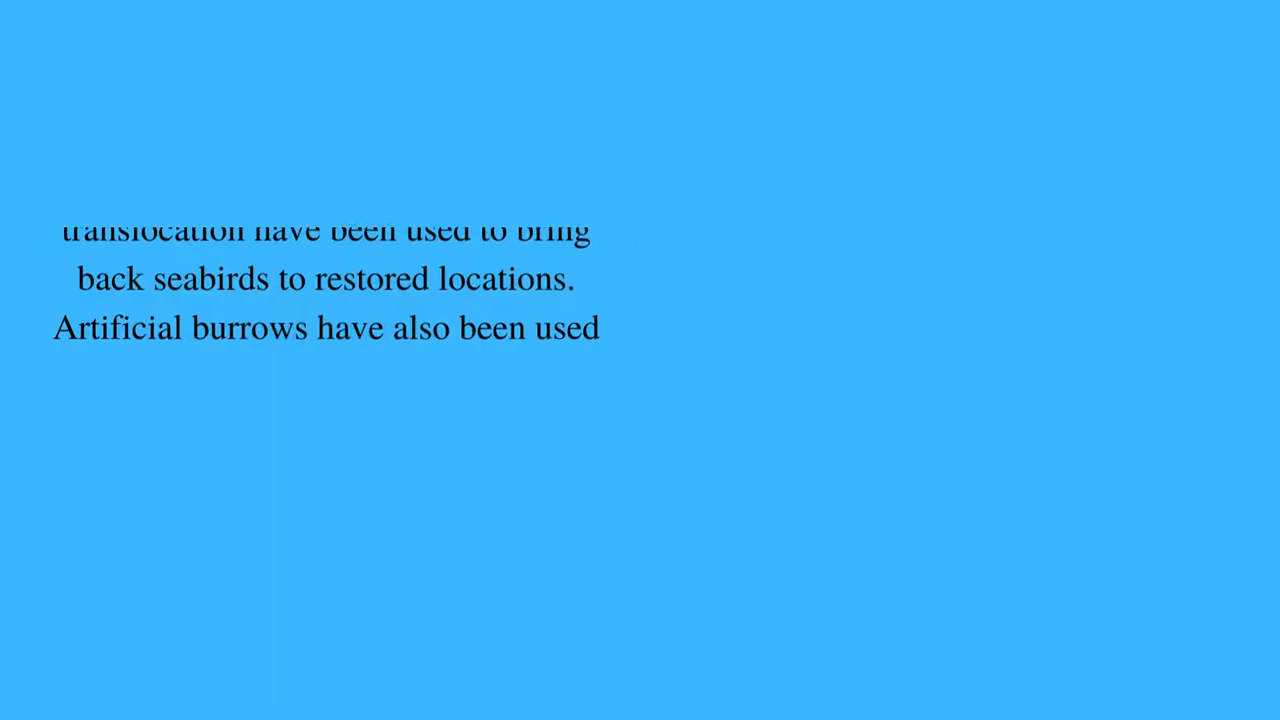 translocation have been used to bring
back seabirds to restored locations.
Artificial burrows have also been used